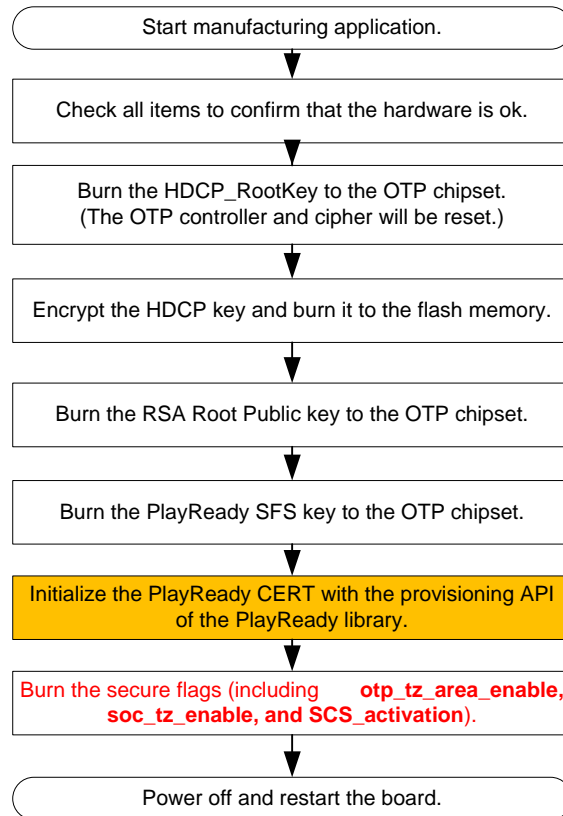 Start manufacturing application.
Check all items to confirm that the hardware is ok.
Burn the HDCP_RootKey to the OTP chipset.
(The OTP controller and cipher will be reset.)
Encrypt the HDCP key and burn it to the flash memory.
Burn the RSA Root Public key to the OTP chipset.
Burn the PlayReady SFS key to the OTP chipset.
Initialize the PlayReady CERT with the provisioning API
of the PlayReady library.
Burn the secure flags (including otp_tz_area_enable,
soc_tz_enable, and SCS_activation).
Power off and restart the board.